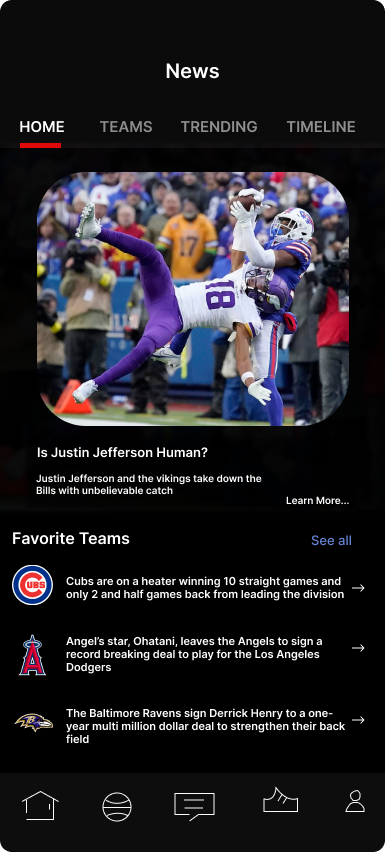 News
HOME TEAMS TRENDING TIMELINE
18
17
Is Justin Jefferson Human?
Justin Jefferson and the vikings take down the
Bills with unbelievable catch
Learn More...
Favorite Teams See all
CUBS
Cubs are on a heater winning 10 straight games and
only 2 and half games back from leading the division
A
Angel's star, Ohatani, leaves the Angels to sign a
record breaking deal to play for the Los Angeles
Dodgers
The Baltimore Ravens sign Derrick Henry to a one-
year multi million dollar deal to strengthen their back
field